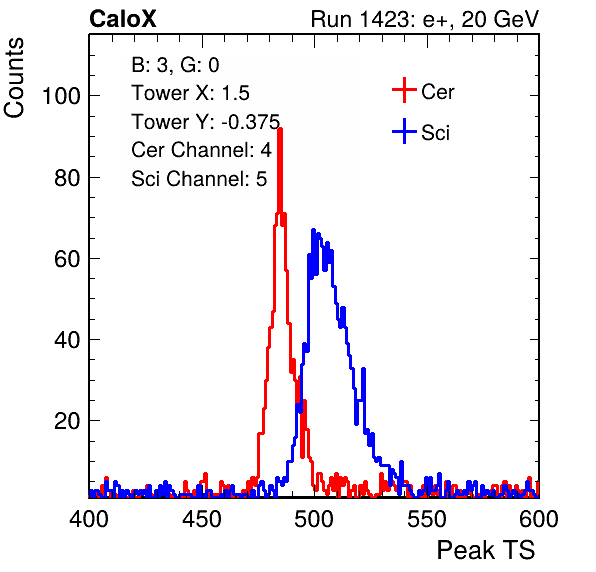 CaloX
Run 1423: e+, 20 GeV
Counts
B: 3, G: 0
Tower X: 1.5
Tower Y: -0.375
Cer Channel: 4
Sci Channel: 5
Cer
Sci
100
80
60
40
20
400 450 500 550 600
Peak TS